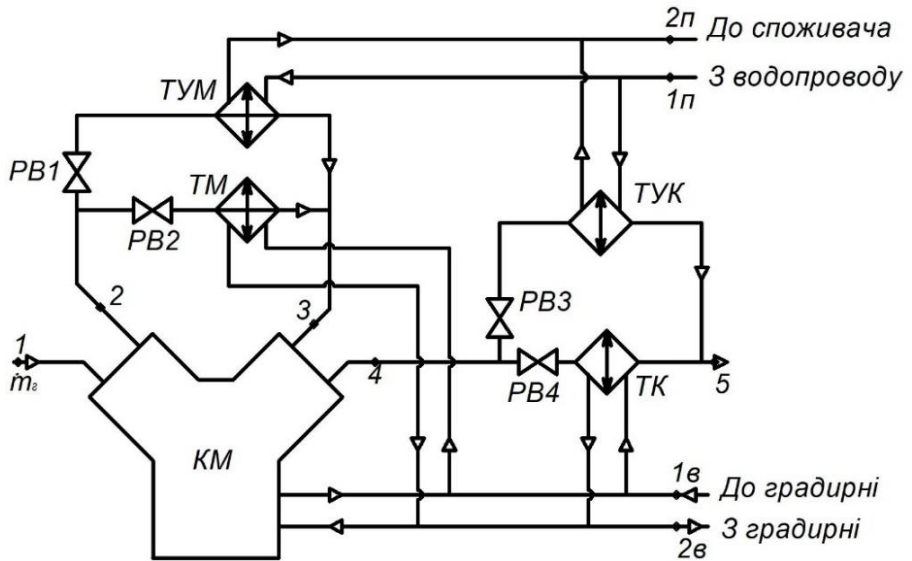 2п До споживача
ТУМ
З водопроводу
1п
РВ1
ТМ
ТУК
РВ2
2
3
РВ3
1
ṁг
4
5
РВ4
ТК
КМ
1в До градирні
З градирні
2в